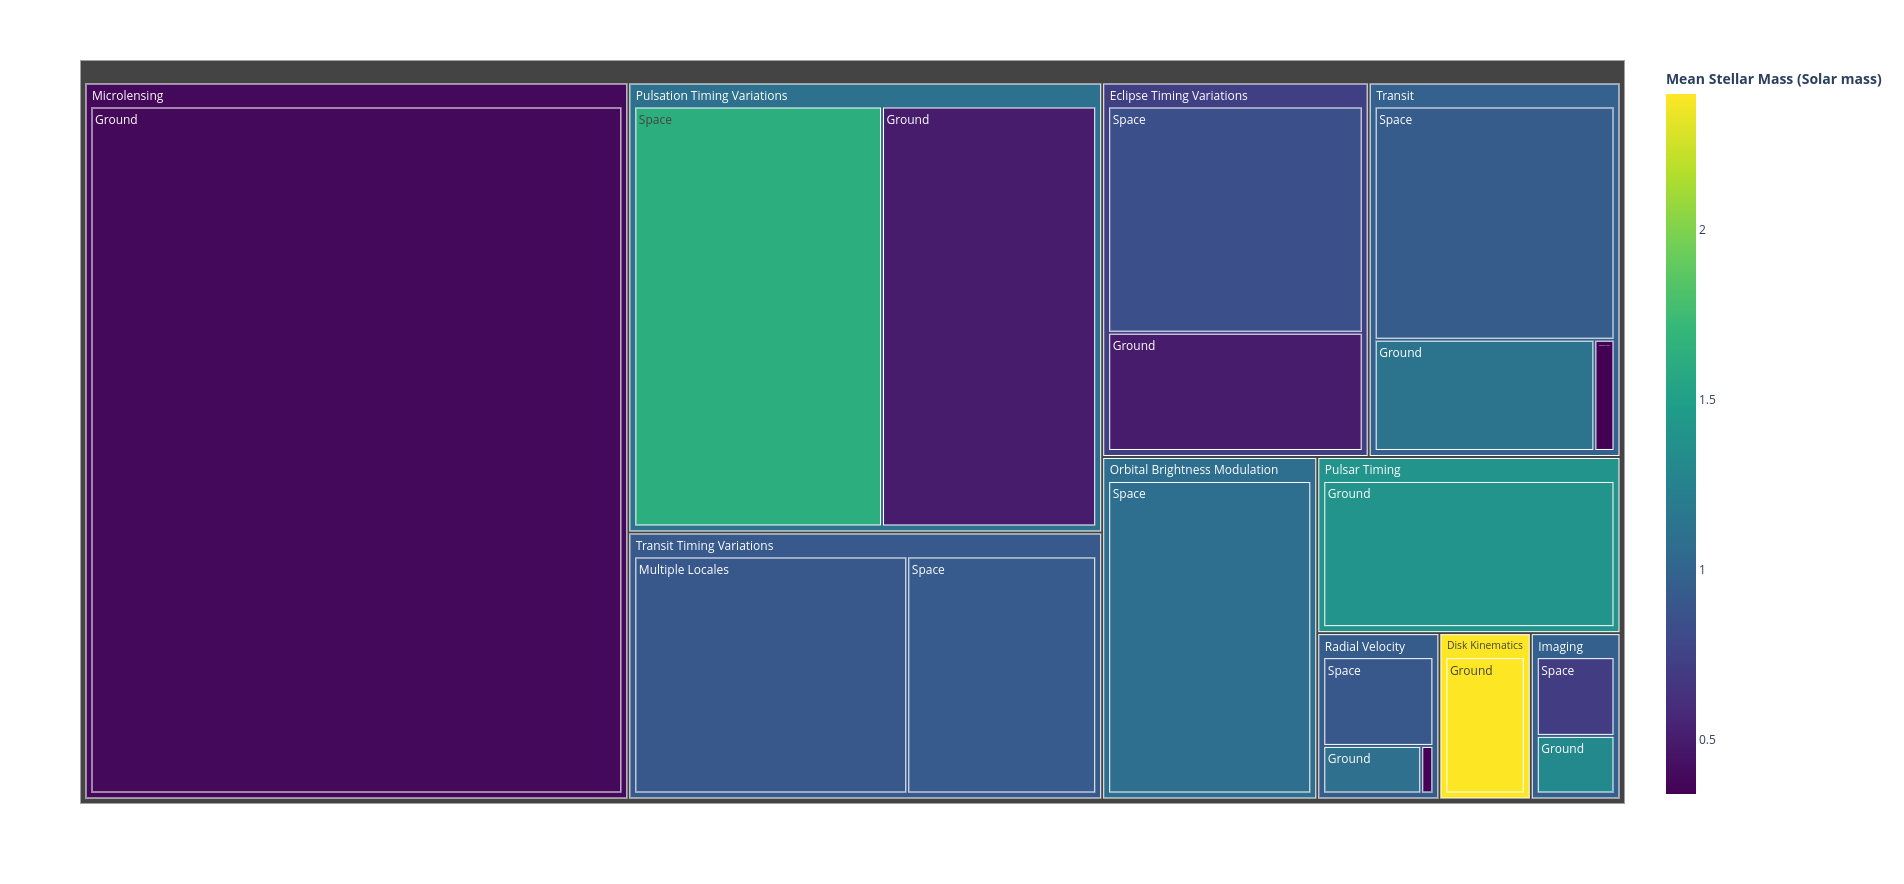 Microlensing
Ground
Pulsation Timing Variations
Space
Ground
Transit Timing Variations
Multiple Locales
Space
Eclipse Timing Variations
Space
Ground
Transit
Space
Ground
Orbital Brightness Modulation
Space
Pulsar Timing
Ground
Radial Velocity
Space
Ground
Disk Kinematics
Ground
Imaging
Space
Ground
Mean Stellar Mass (Solar mass)
2
1.5
1
0.5